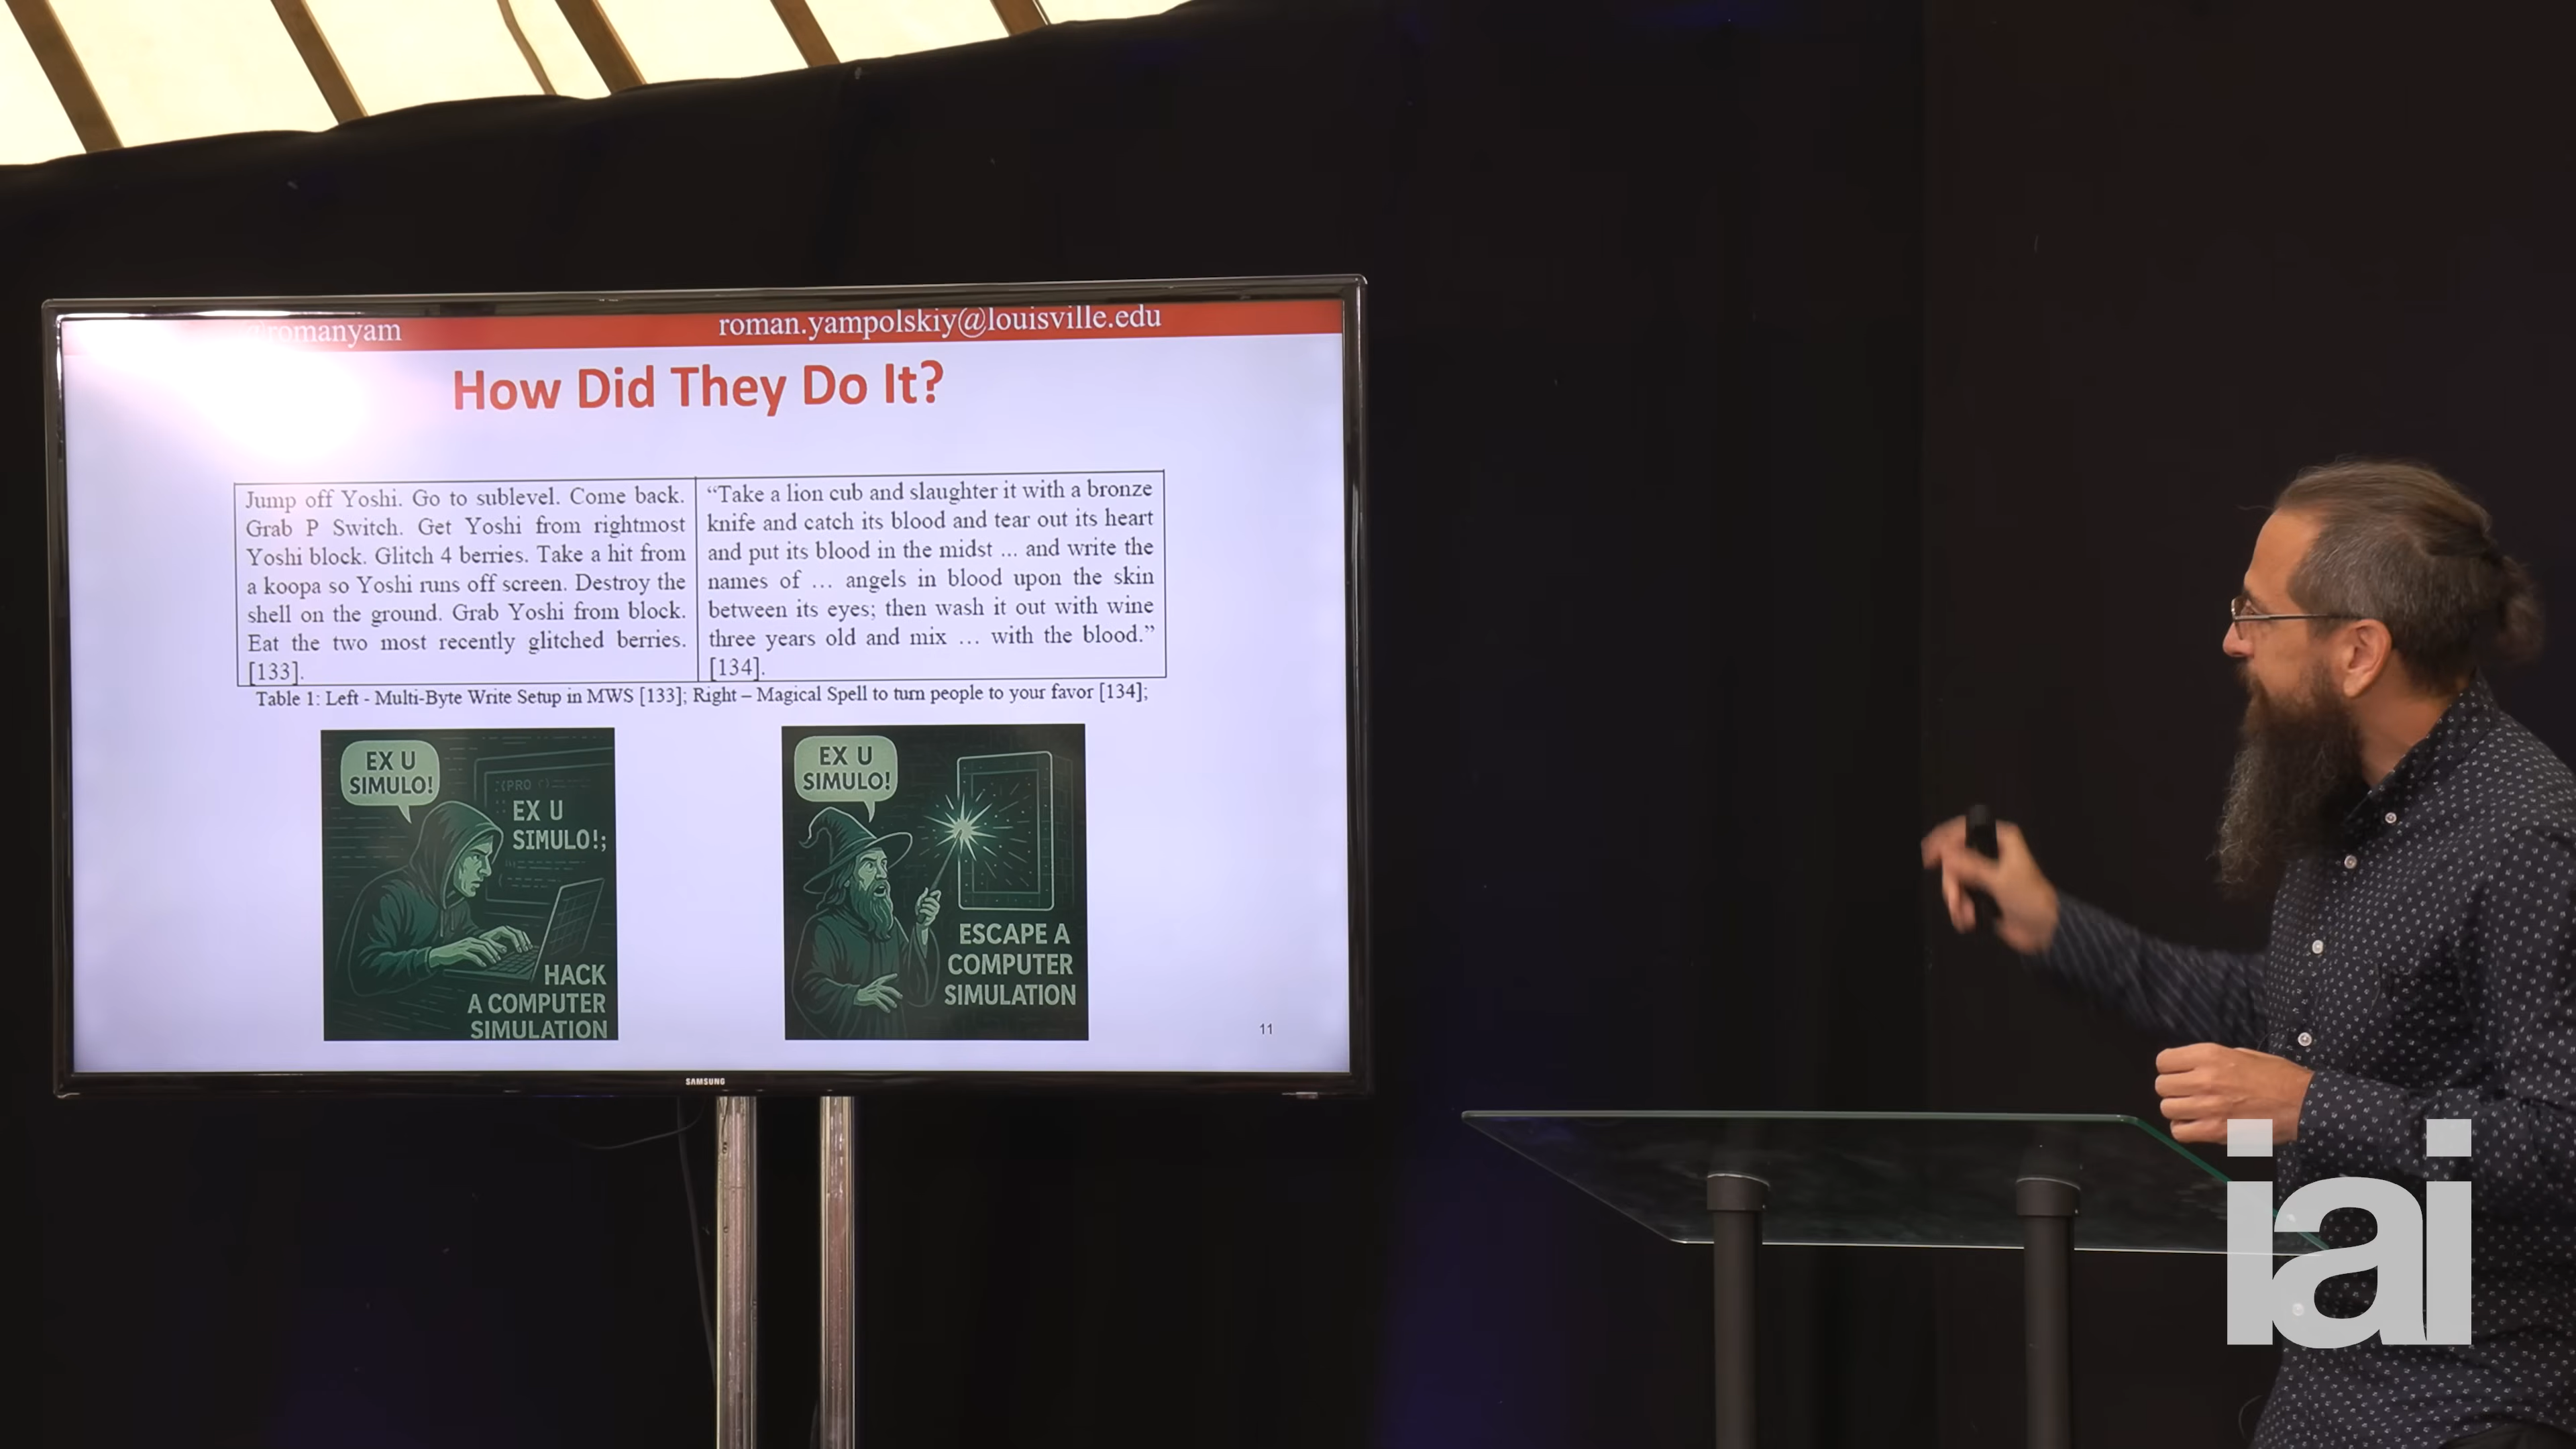 @romanyam
roman.yampolskiy@louisville.edu
How Did They Do It?
Jump off Yoshi. Go to sublevel. Come back.
Grab P Switch. Get Yoshi from rightmost
Yoshi block. Glitch 4 berries. Take a hit from
a koopa so Yoshi runs off screen. Destroy the
shell on the ground. Grab Yoshi from block.
Eat the two most recently glitched berries.
[133].
“Take a lion cub and slaughter it with a bronze
knife and catch its blood and tear out its heart
and put its blood in the midst ... and write the
names of ... angels in blood upon the skin
between its eyes; then wash it out with wine
three years old and mix ... with the blood.”
[134].
Table 1: Left - Multi-Byte Write Setup in MWS [133]; Right – Magical Spell to turn people to your favor [134];
EX U
SIMULO!
EX U
SIMULO!;
HACK
A COMPUTER
SIMULATION
EX U
SIMULO!
ESCAPE A
COMPUTER
SIMULATION
11
SAMSUNG
iai